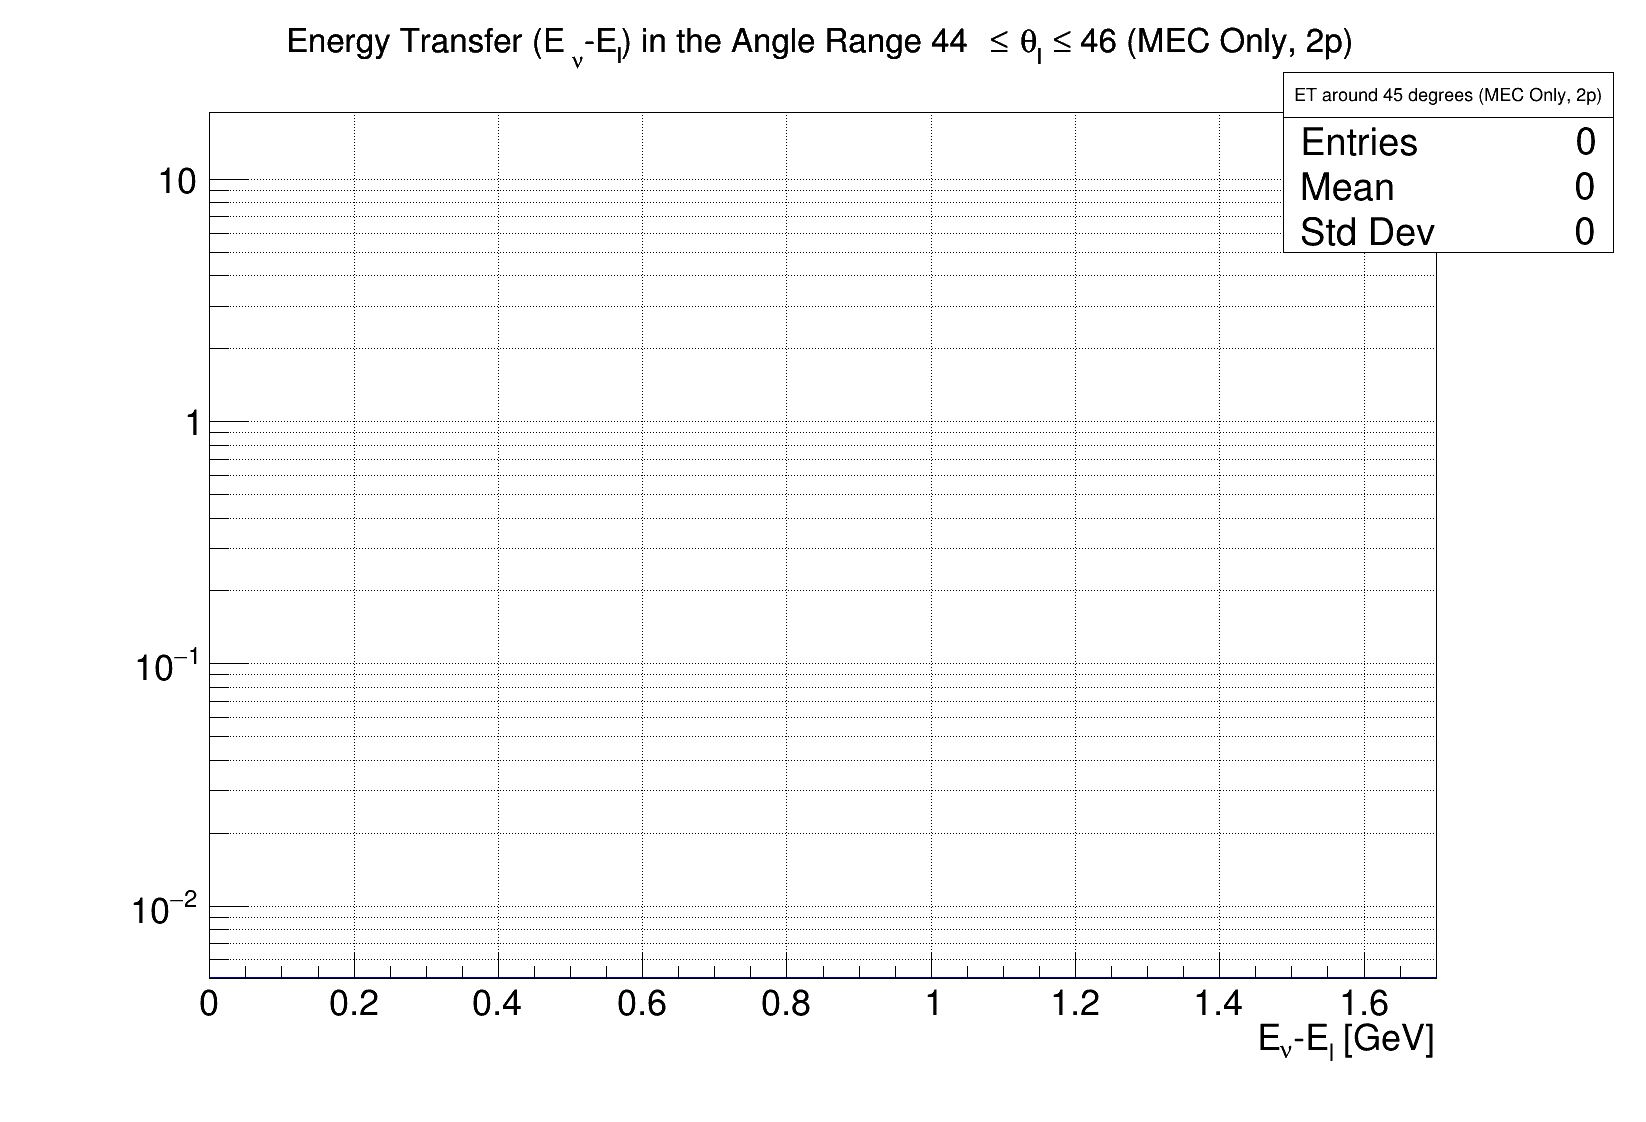 Energy Transfer (Eν-El) in the Angle Range 44 ≤ θl ≤ 46 (MEC Only, 2p)
ET around 45 degrees (MEC Only, 2p)
Entries 0
Mean 0
Std Dev 0
10
1
10−1
10−2
0 0.2 0.4 0.6 0.8 1 1.2 1.4 1.6
Eν-El [GeV]